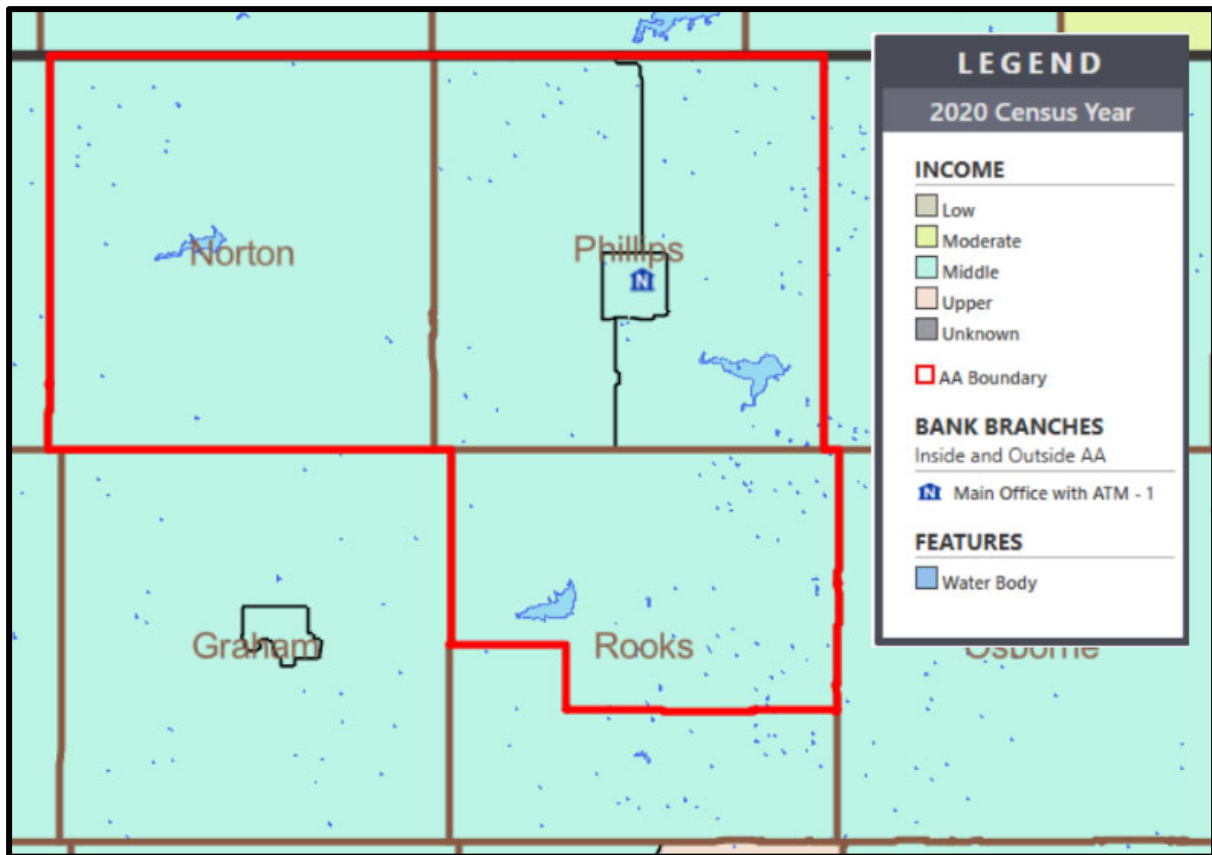 LEGEND
2020 Census Year
INCOME
Low
Moderate
Middle
Upper
Unknown
AA Boundary
BANK BRANCHES
Inside and Outside AA
N Main Office with ATM - 1
FEATURES
Water Body
Norton
Phillips
N
Graham
Rooks
Osborne